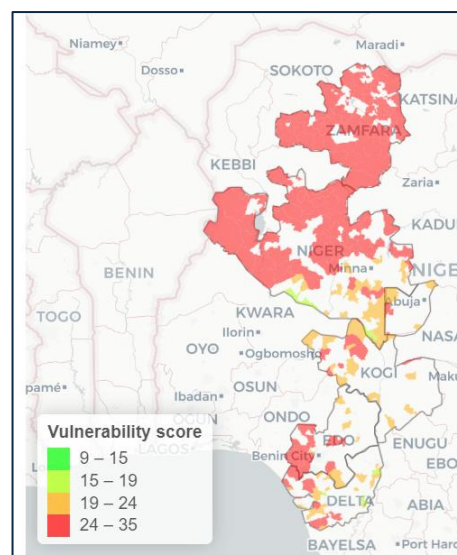 Niamey
Maradi
Dosso
SOKOTO
KATSINA
ZAMFARA
KEBBI
Zaria
KADU
NIGER
Minna
NIGE
BENIN
Abuja
KWARA
NASA
TOGO
Ilorin
OYO
Ogbomosho
KOGI
Maku
OSUN
Ibadan
ONDO
EDO
OGUN
ENUGU
LAGOS
Benin City
EBO
DELTA
ABIA
BAYELSA
Port Harc
Vulnerability score
9 – 15
15 – 19
19 – 24
24 – 35